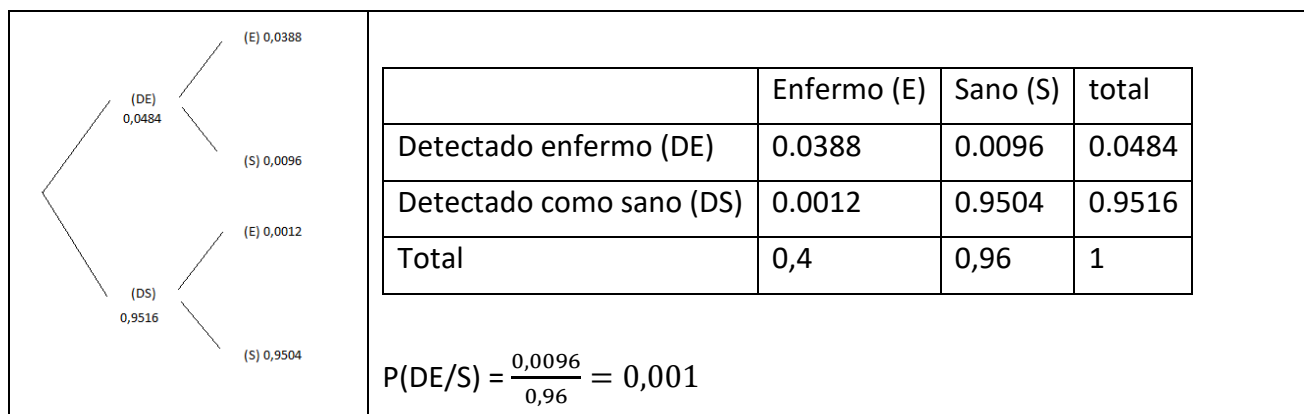 (E) 0,0388
(DE)
0,0484
(S) 0,0096
(E) 0,0012
(DS)
0,9516
(S) 0,9504
Enfermo (E) Sano (S) total
Detectado enfermo (DE) 0.0388 0.0096 0.0484
Detectado como sano (DS) 0.0012 0.9504 0.9516
Total 0,4 0,96 1
P(DE/S) = 0,0096/0,96 = 0,001